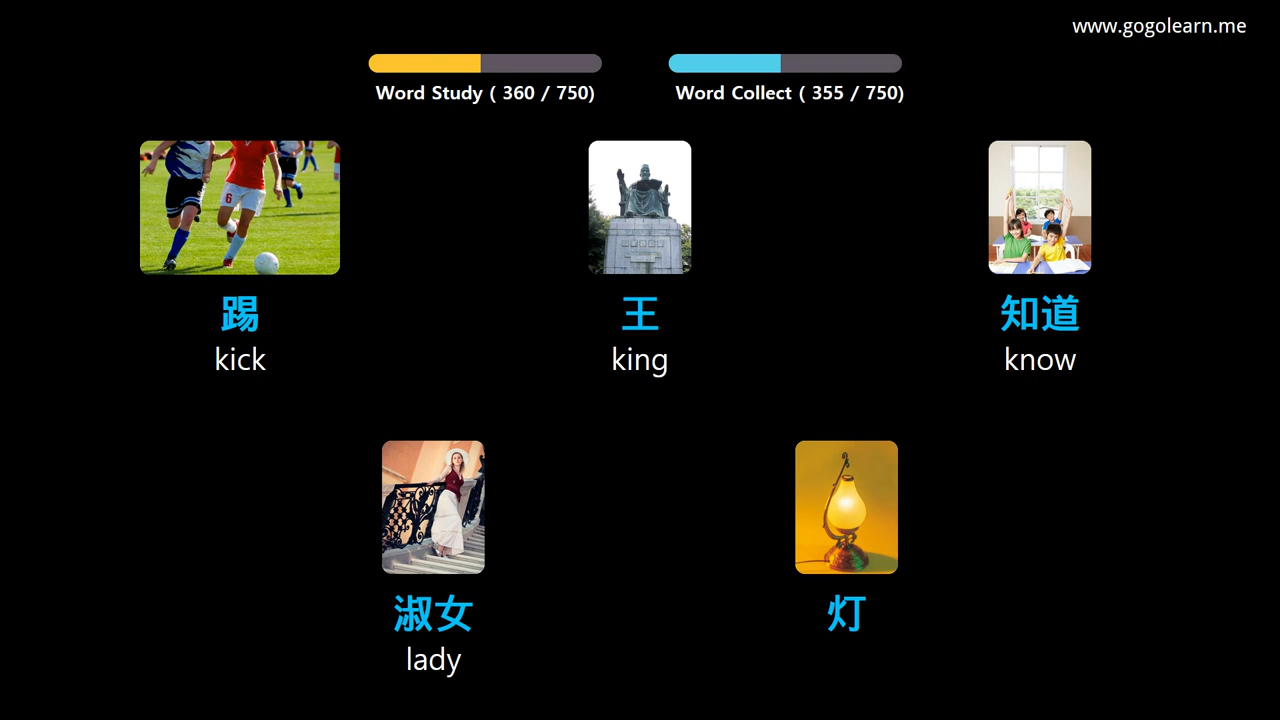 www.gogolearn.me
Word Study ( 360 / 750)
Word Collect ( 355 / 750)
踢
kick
王
king
知道
know
淑女
lady
灯